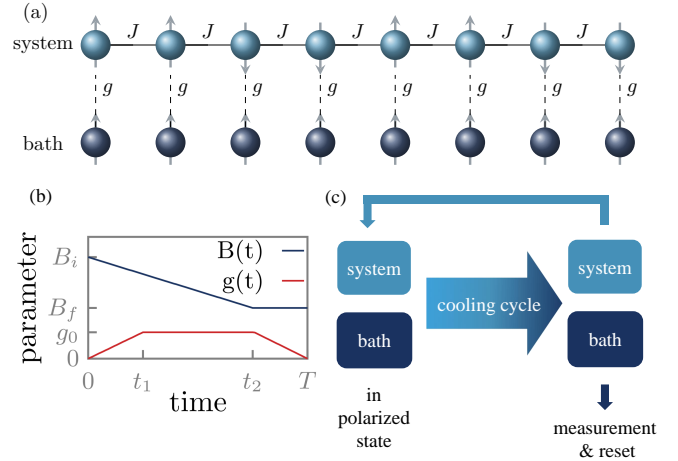 (a)
J J J J J J J
system
g g g g g g g g
bath
(b)
parameter
B_i
B_f
g_0
0
B(t)
g(t)
0 t_1 t_2 T
time
(c)
system
system
cooling cycle
bath
bath
in
polarized
state
measurement
& reset